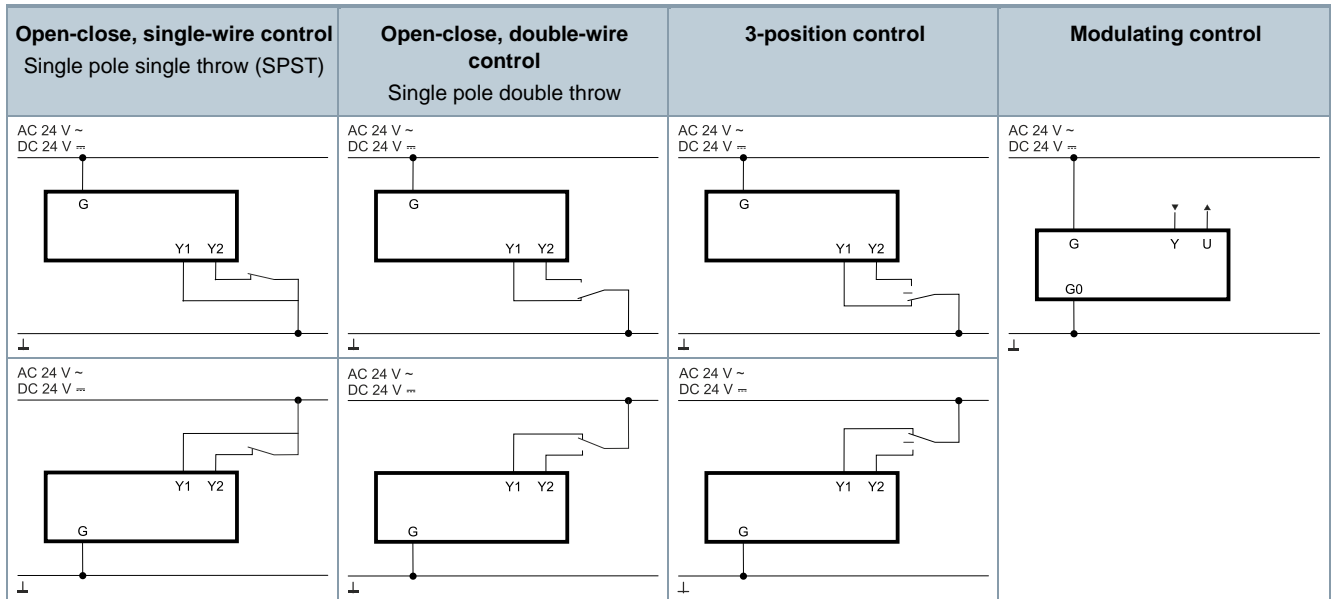 Open-close, single-wire control
Single pole single throw (SPST)
Open-close, double-wire
control
Single pole double throw
3-position control
Modulating control
AC 24 V ~
DC 24 V ⎓
G
Y1 Y2
AC 24 V ~
DC 24 V ⎓
G
Y1 Y2
AC 24 V ~
DC 24 V ⎓
G
Y1 Y2
AC 24 V ~
DC 24 V ⎓
G Y U
G0
AC 24 V ~
DC 24 V ⎓
Y1 Y2
G
AC 24 V ~
DC 24 V ⎓
Y1 Y2
G
AC 24 V ~
DC 24 V ⎓
Y1 Y2
G